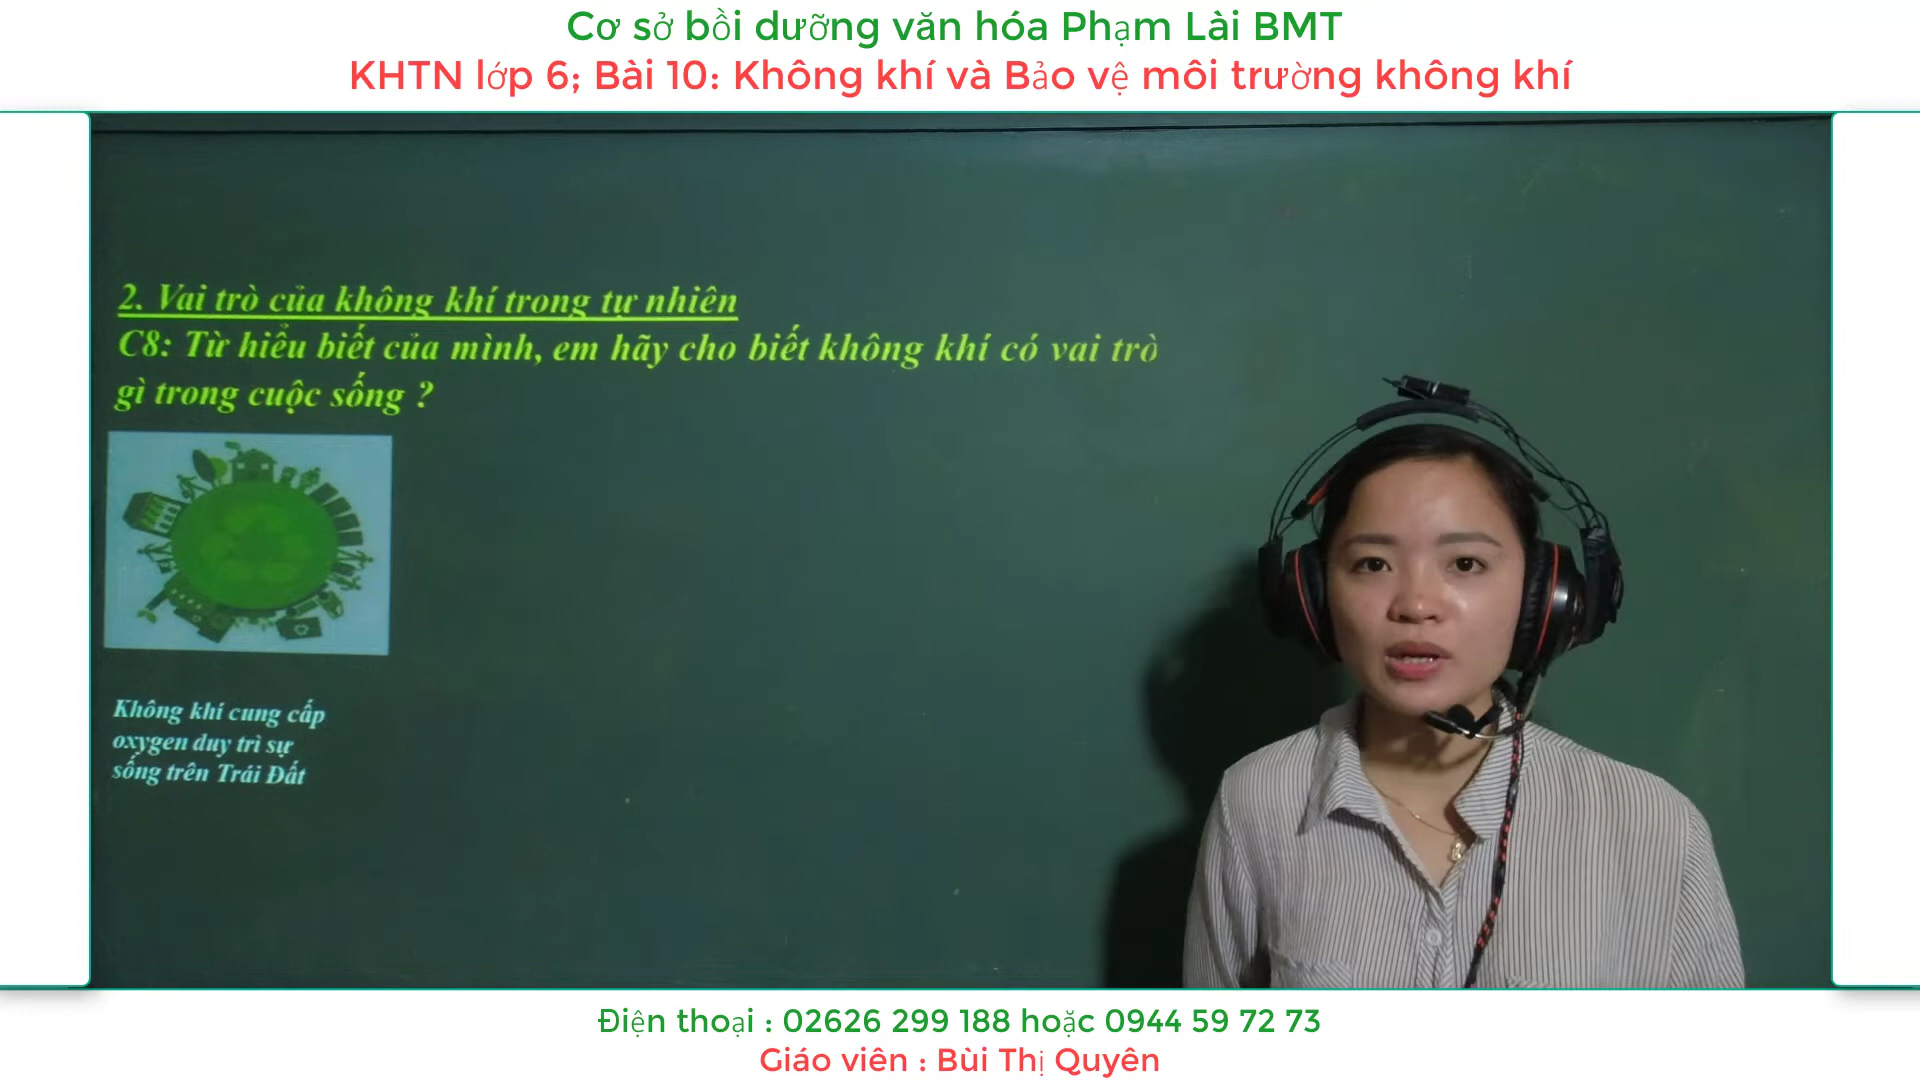 Cơ sở bồi dưỡng văn hóa Phạm Lài BMT
KHTN lớp 6; Bài 10: Không khí và Bảo vệ môi trường không khí
2. Vai trò của không khí trong tự nhiên
C8: Từ hiểu biết của mình, em hãy cho biết không khí có vai trò
gì trong cuộc sống ?
Không khí cung cấp
oxygen duy trì sự
sống trên Trái Đất
Điện thoại : 02626 299 188 hoặc 0944 59 72 73
Giáo viên : Bùi Thị Quyên